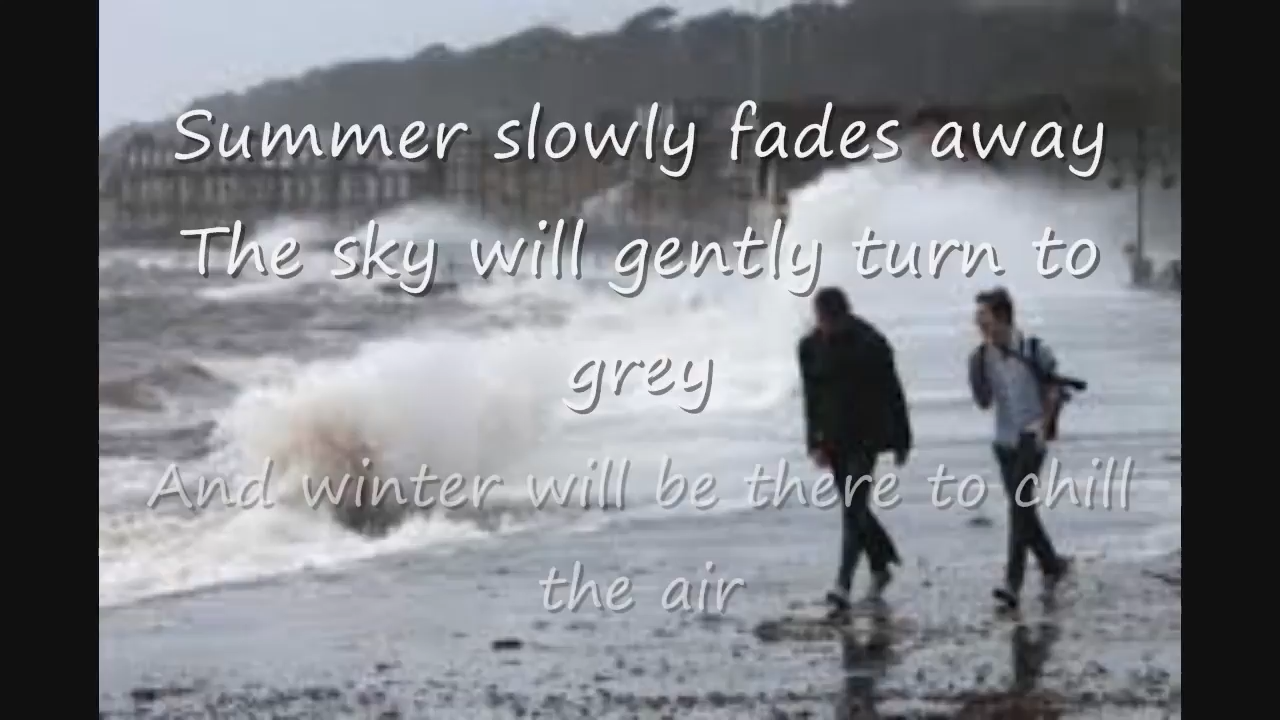 Summer slowly fades away
The sky will gently turn to
grey
And winter will be there to chill
the air